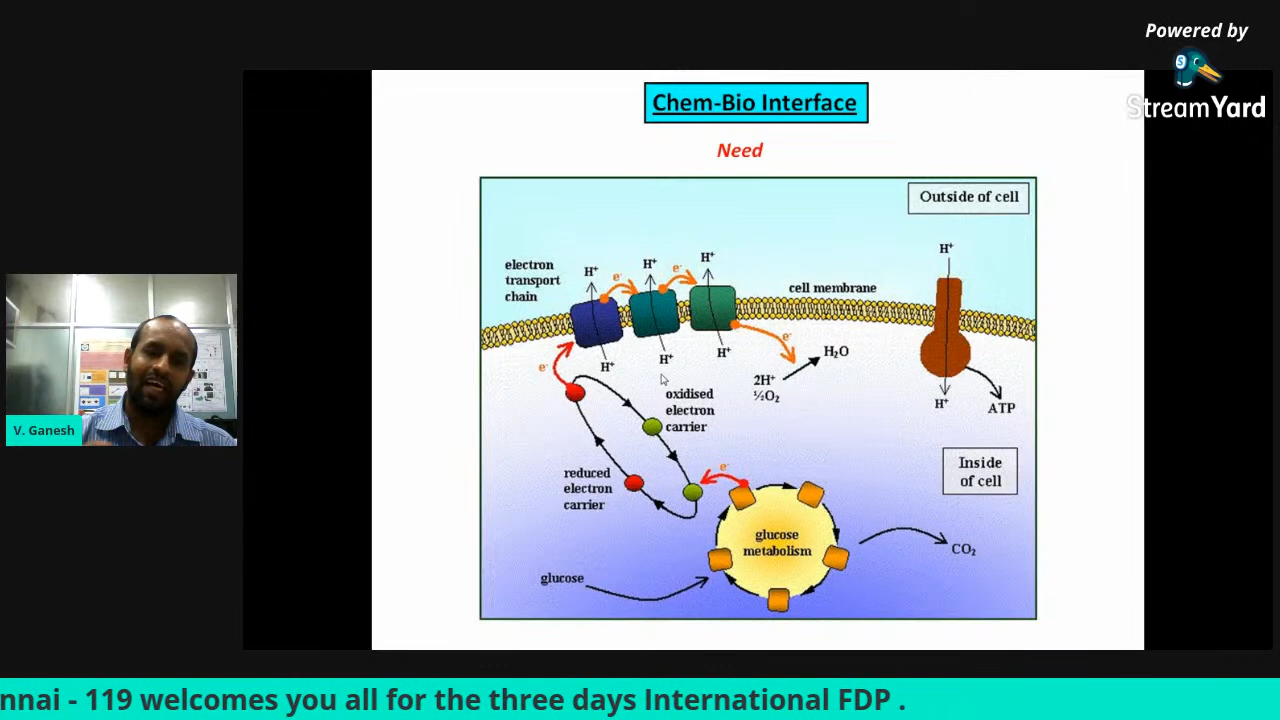 Powered by
StreamYard
Chem-Bio Interface
Need
Outside of cell
electron
transport
chain
H⁺
e⁻
H⁺
e⁻
H⁺
H⁺
cell membrane
e⁻
H⁺
H⁺
H⁺
e⁻
H₂O
2H⁺
½O₂
oxidised
electron
carrier
H⁺
ATP
reduced
electron
carrier
e⁻
Inside
of cell
glucose
metabolism
CO₂
glucose
V. Ganesh
nnai - 119 welcomes you all for the three days International FDP .